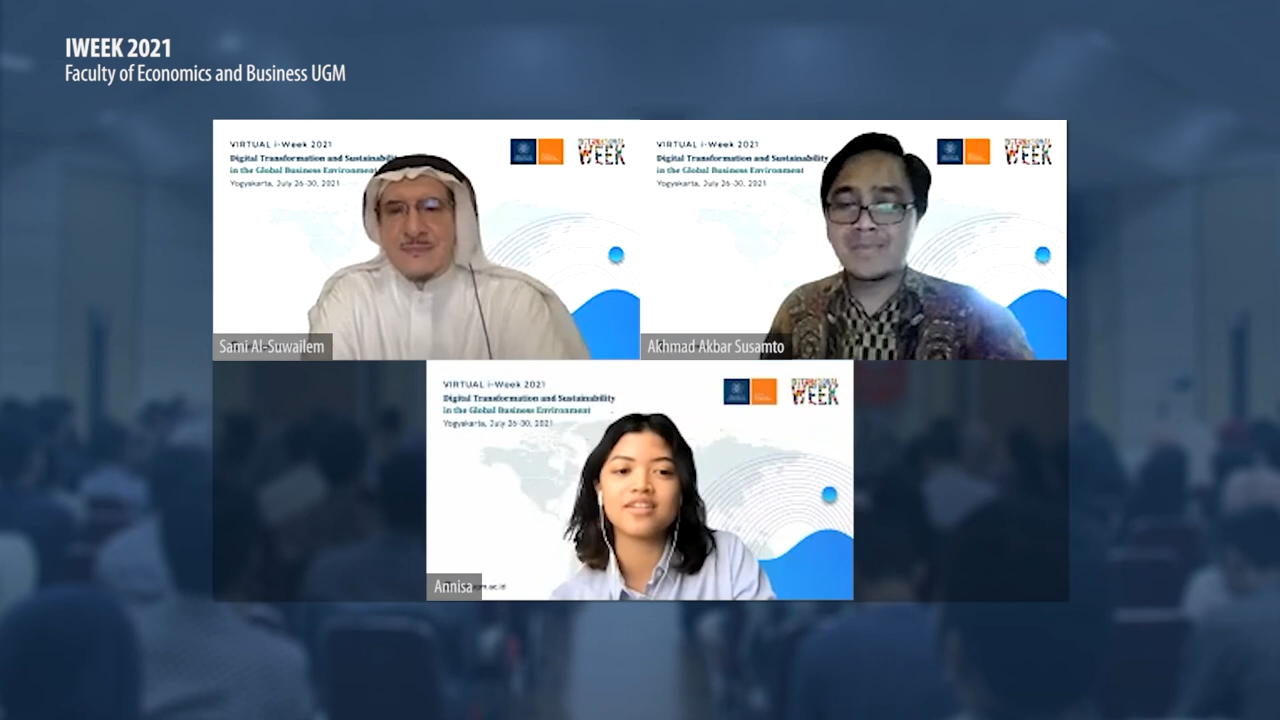 IWEEK 2021
Faculty of Economics and Business UGM
VIRTUAL i-Week 2021
Digital Transformation and Sustainability
in the Global Business Environment
Yogyakarta, July 26-30, 2021
INTERNATIONAL
WEEK
Sami Al-Suwailem
VIRTUAL i-Week 2021
Digital Transformation and Sustainability
in the Global Business Environment
Yogyakarta, July 26-30, 2021
INTERNATIONAL
WEEK
Akhmad Akbar Susamto
VIRTUAL i-Week 2021
Digital Transformation and Sustainability
in the Global Business Environment
Yogyakarta, July 26-30, 2021
INTERNATIONAL
WEEK
Annisa